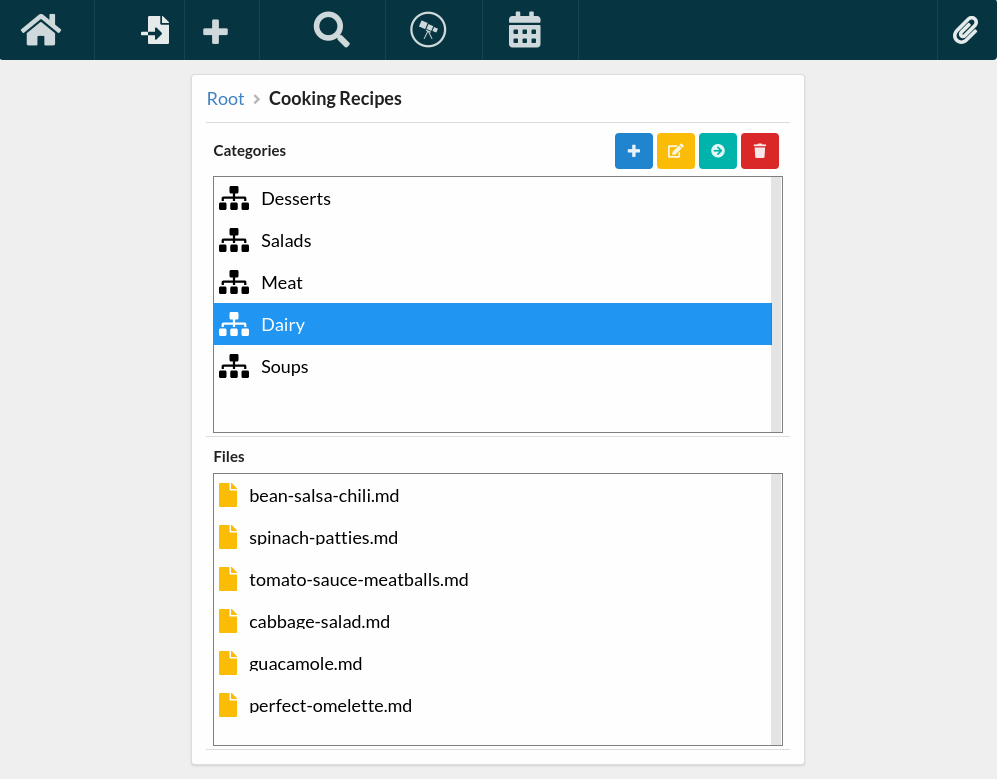 Root > Cooking Recipes
Categories
Desserts
Salads
Meat
Dairy
Soups
Files
bean-salsa-chili.md
spinach-patties.md
tomato-sauce-meatballs.md
cabbage-salad.md
guacamole.md
perfect-omelette.md